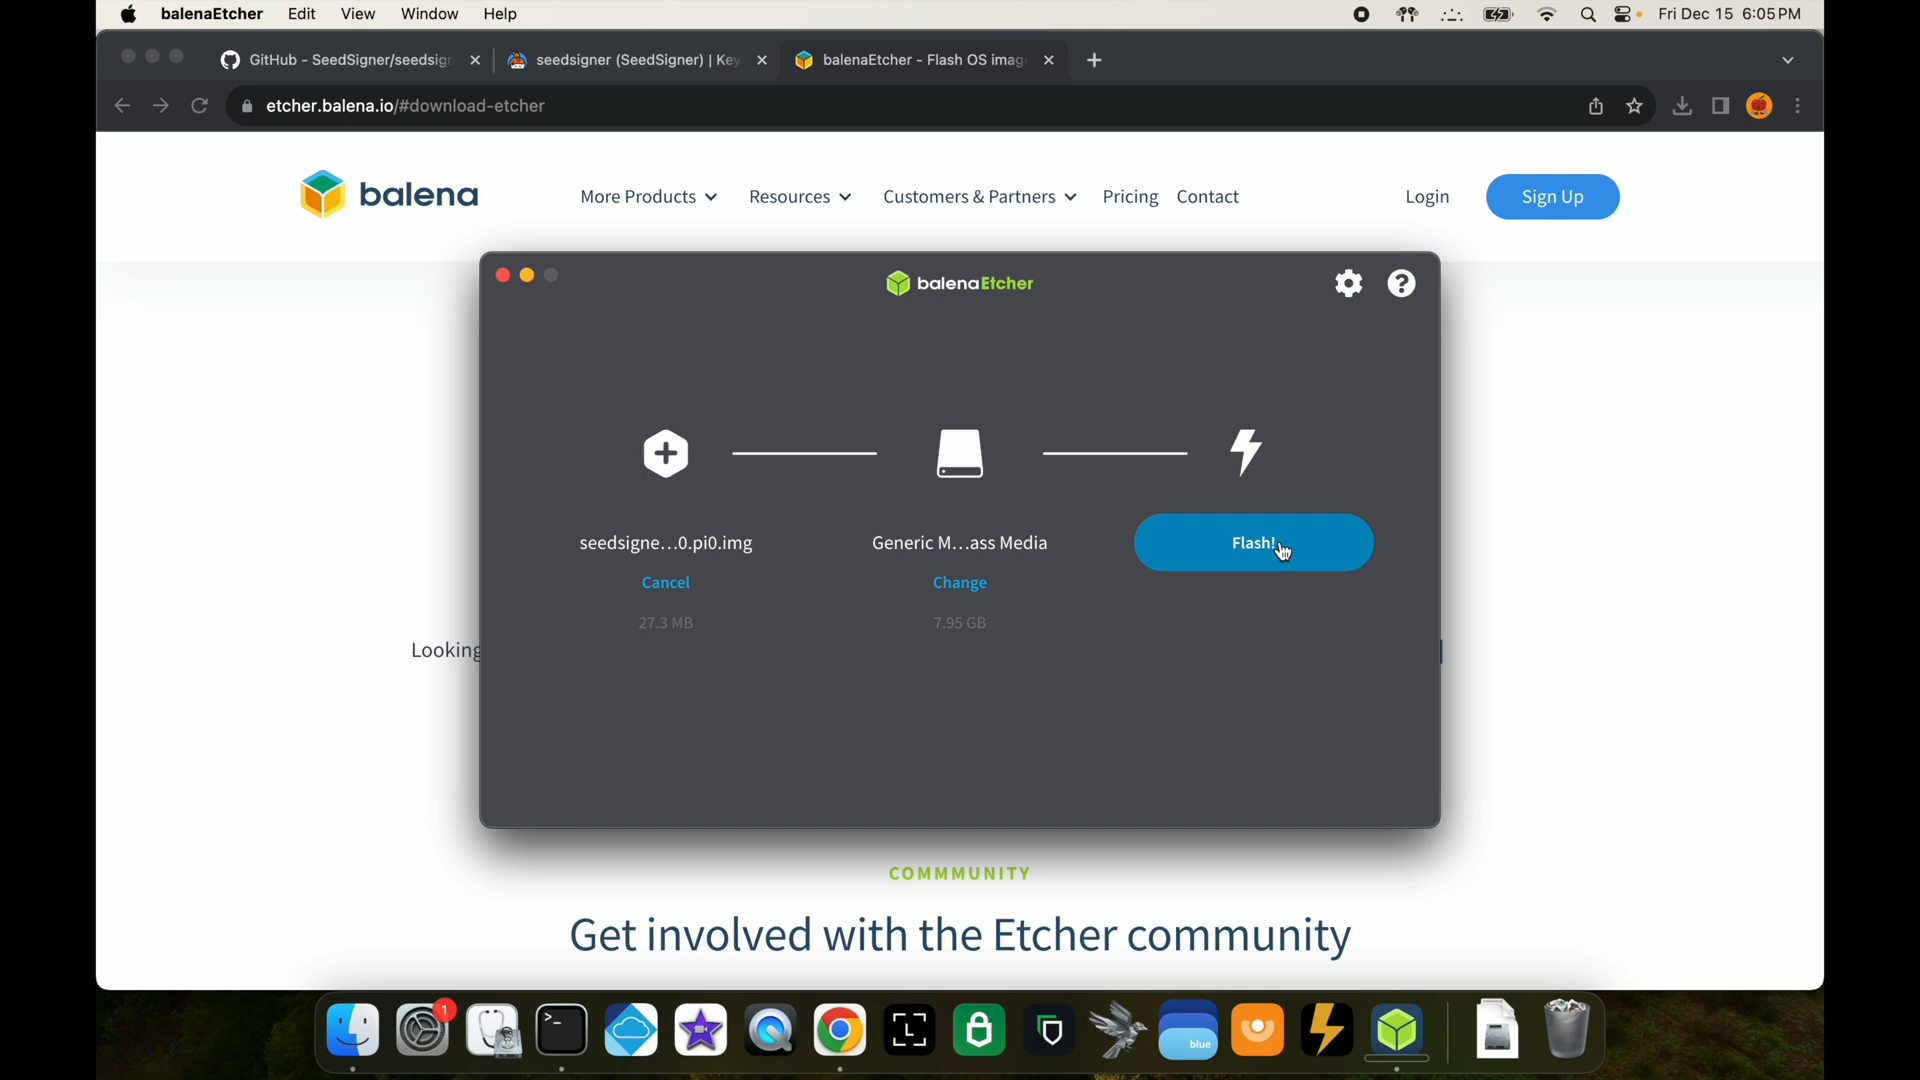 balenaEtcher Edit View Window Help Fri Dec 15 6:05 PM
GitHub - SeedSigner/seedsign seedsigner (SeedSigner) | Key balenaEtcher - Flash OS imag
etcher.balena.io/#download-etcher
balena More Products Resources Customers & Partners Pricing Contact Login Sign Up
balenaEtcher
seedsigne...0.pi0.img Generic M...ass Media Flash!
Cancel Change
27.3 MB 7.95 GB
Looking
COMMMUNITY
Get involved with the Etcher community
1
L
blue